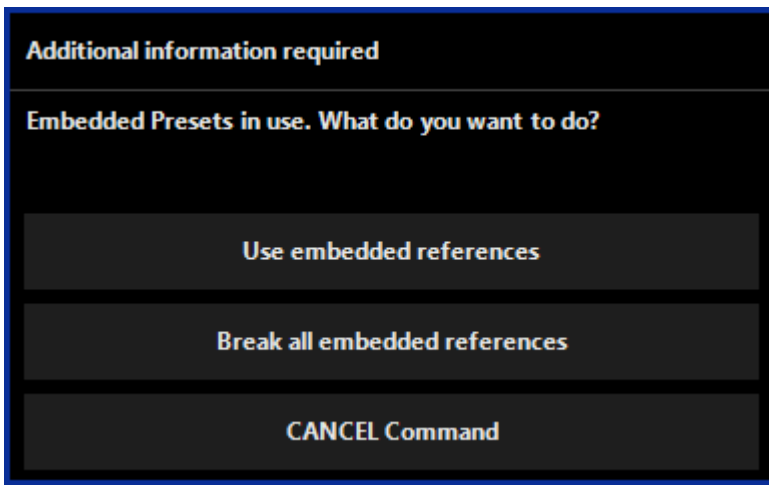 Additional information required
Embedded Presets in use. What do you want to do?
Use embedded references
Break all embedded references
CANCEL Command